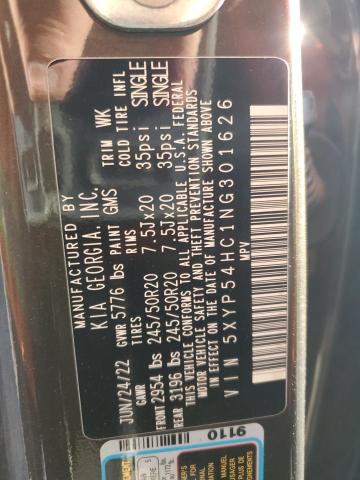 MANUFACTURED BY
KIA GEORGIA, INC.
JUN/24/22 GVWR 5776 lbs PAINT GMS TRIM WK
GAWR TIRES RIMS COLD TIRE INFL
FRONT 2954 lbs 245/50R20 7.5Jx20 35psi SINGLE
REAR 3196 lbs 245/50R20 7.5Jx20 35psi SINGLE
THIS VEHICLE CONFORMS TO ALL APPLICABLE U.S.A. FEDERAL
MOTOR VEHICLE SAFETY AND THEFT PREVENTION STANDARDS
IN EFFECT ON THE DATE OF MANUFACTURE SHOWN ABOVE
VIN 5XYP54HC1NG301626
MPV
9110
MANUEL
USAGER